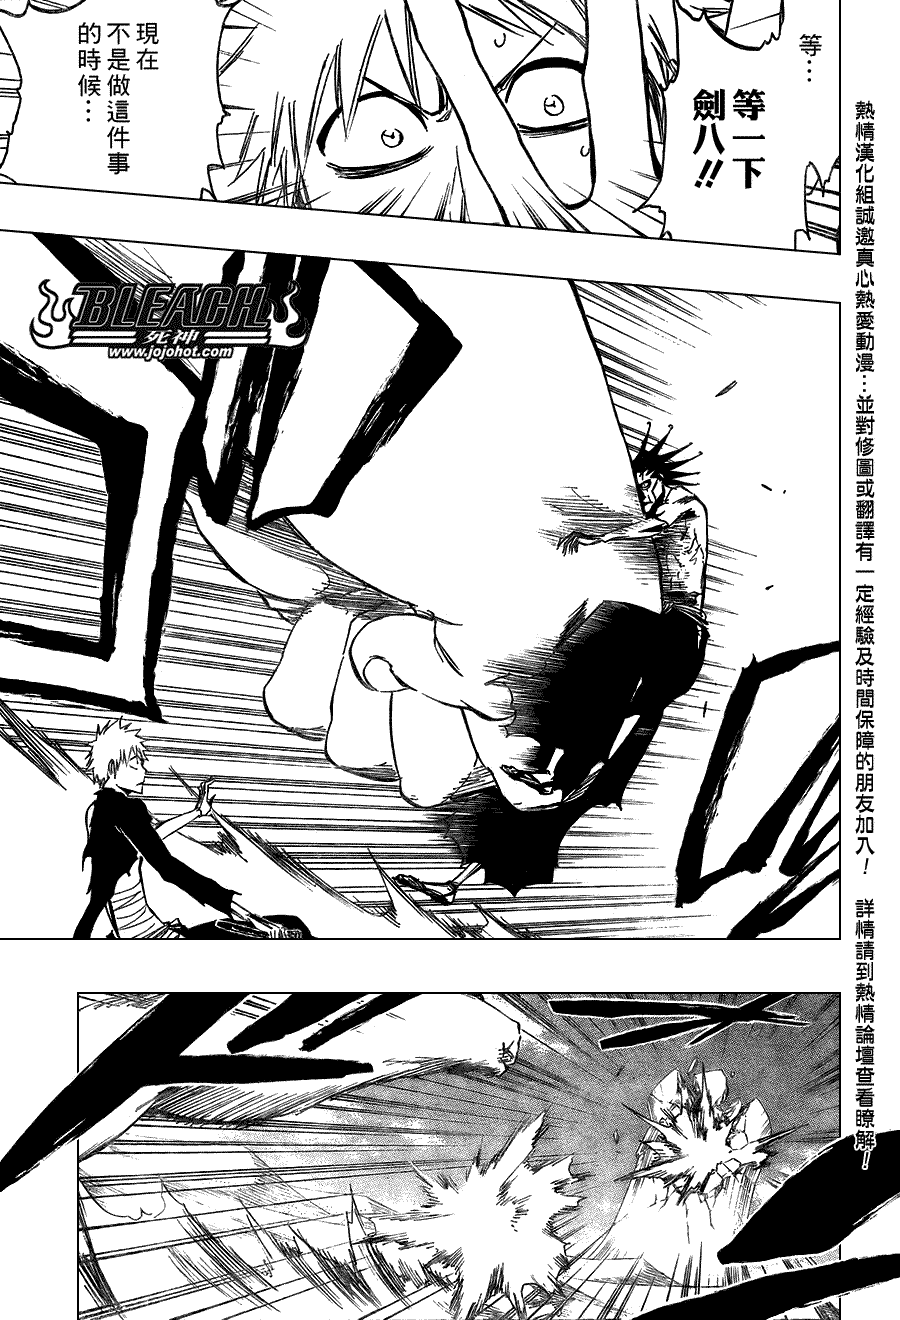 等…
等一下
劍八!!
現在
不是做這件事
的時候…
BLEACH
死神
www.jojohot.com
熱情漢化組誠邀真心熱愛動漫…並對修圖或翻譯有一定經驗及時間保障的朋友加入! 詳情請到熱情論壇查看瞭解!